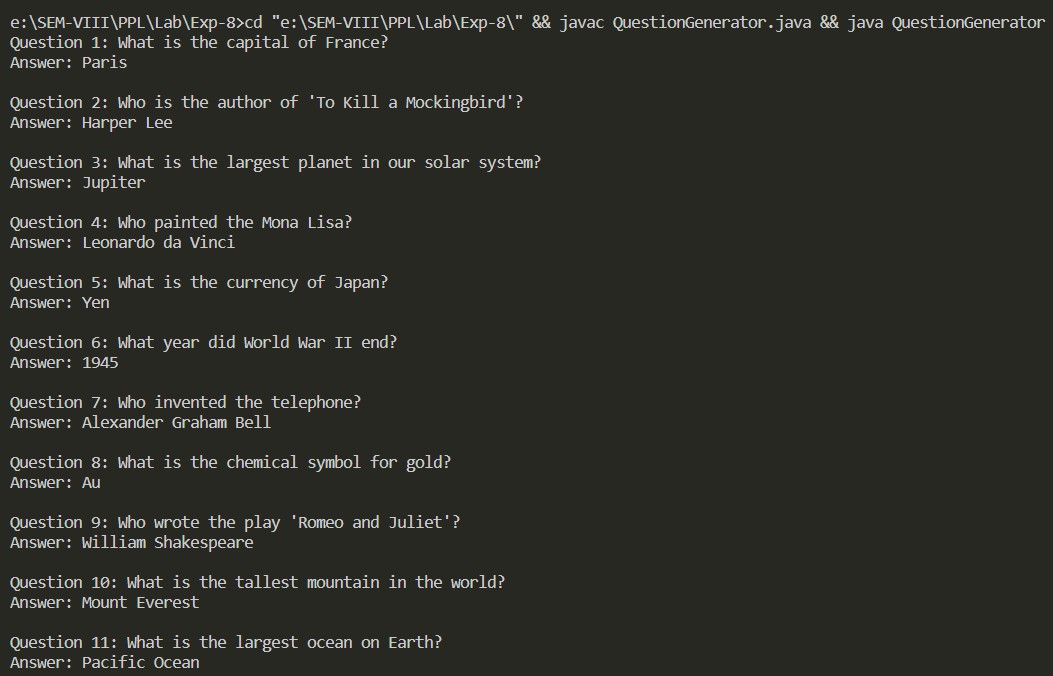 e:\SEM-VIII\PPL\Lab\Exp-8>cd "e:\SEM-VIII\PPL\Lab\Exp-8\" && javac QuestionGenerator.java && java QuestionGenerator
Question 1: What is the capital of France?
Answer: Paris
Question 2: Who is the author of 'To Kill a Mockingbird'?
Answer: Harper Lee
Question 3: What is the largest planet in our solar system?
Answer: Jupiter
Question 4: Who painted the Mona Lisa?
Answer: Leonardo da Vinci
Question 5: What is the currency of Japan?
Answer: Yen
Question 6: What year did World War II end?
Answer: 1945
Question 7: Who invented the telephone?
Answer: Alexander Graham Bell
Question 8: What is the chemical symbol for gold?
Answer: Au
Question 9: Who wrote the play 'Romeo and Juliet'?
Answer: William Shakespeare
Question 10: What is the tallest mountain in the world?
Answer: Mount Everest
Question 11: What is the largest ocean on Earth?
Answer: Pacific Ocean